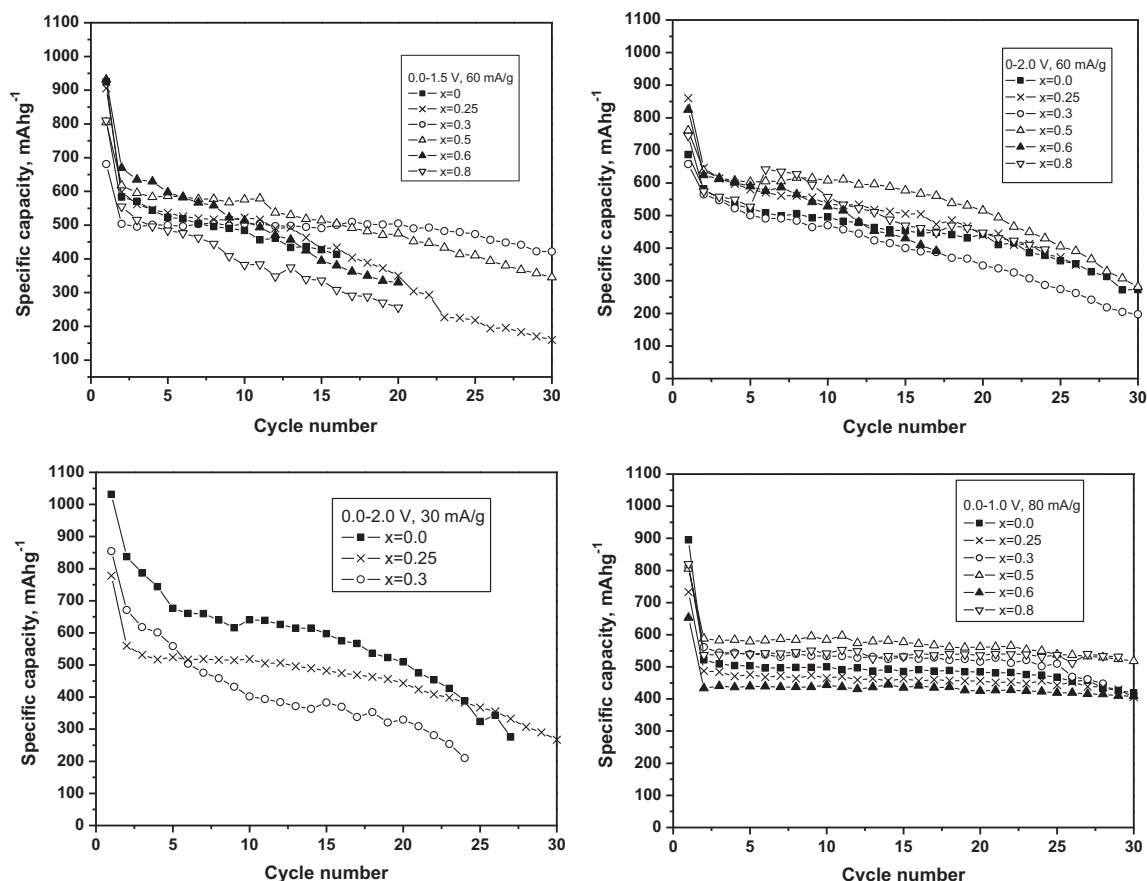 1100
1000
900
800
700
600
500
400
300
200
100
Specific capacity, mAhg-1
0.0-1.5 V, 60 mA/g
x=0
x=0.25
x=0.3
x=0.5
x=0.6
x=0.8
0 5 10 15 20 25 30
Cycle number
1100
1000
900
800
700
600
500
400
300
200
100
0
Specific capacity, mAhg-1
0-2.0 V, 60 mA/g
x=0.0
x=0.25
x=0.3
x=0.5
x=0.6
x=0.8
0 5 10 15 20 25 30
Cycle number
1100
1000
900
800
700
600
500
400
300
200
100
0
Specific capacity, mAhg-1
0.0-2.0 V, 30 mA/g
x=0.0
x=0.25
x=0.3
0 5 10 15 20 25 30
Cycle number
1100
1000
900
800
700
600
500
400
300
200
100
0
Specific capacity, mAhg-1
0.0-1.0 V, 80 mA/g
x=0.0
x=0.25
x=0.3
x=0.5
x=0.6
x=0.8
0 5 10 15 20 25 30
Cycle number